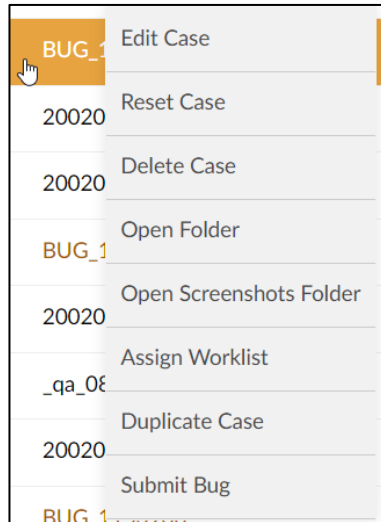 BUG_1
Edit Case
20020
Reset Case
20020
Delete Case
BUG_1
Open Folder
20020
Open Screenshots Folder
_qa_08
Assign Worklist
20020
Duplicate Case
Submit Bug
BUG_1